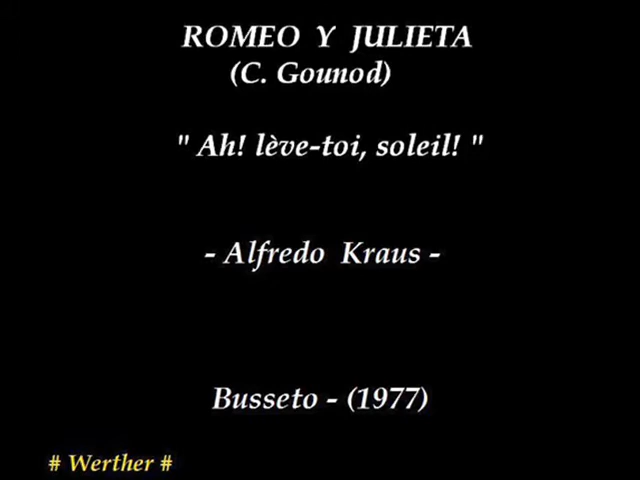 ROMEO Y JULIETA
(C. Gounod)
" Ah! lève-toi, soleil! "
- Alfredo Kraus -
Busseto - (1977)
# Werther #